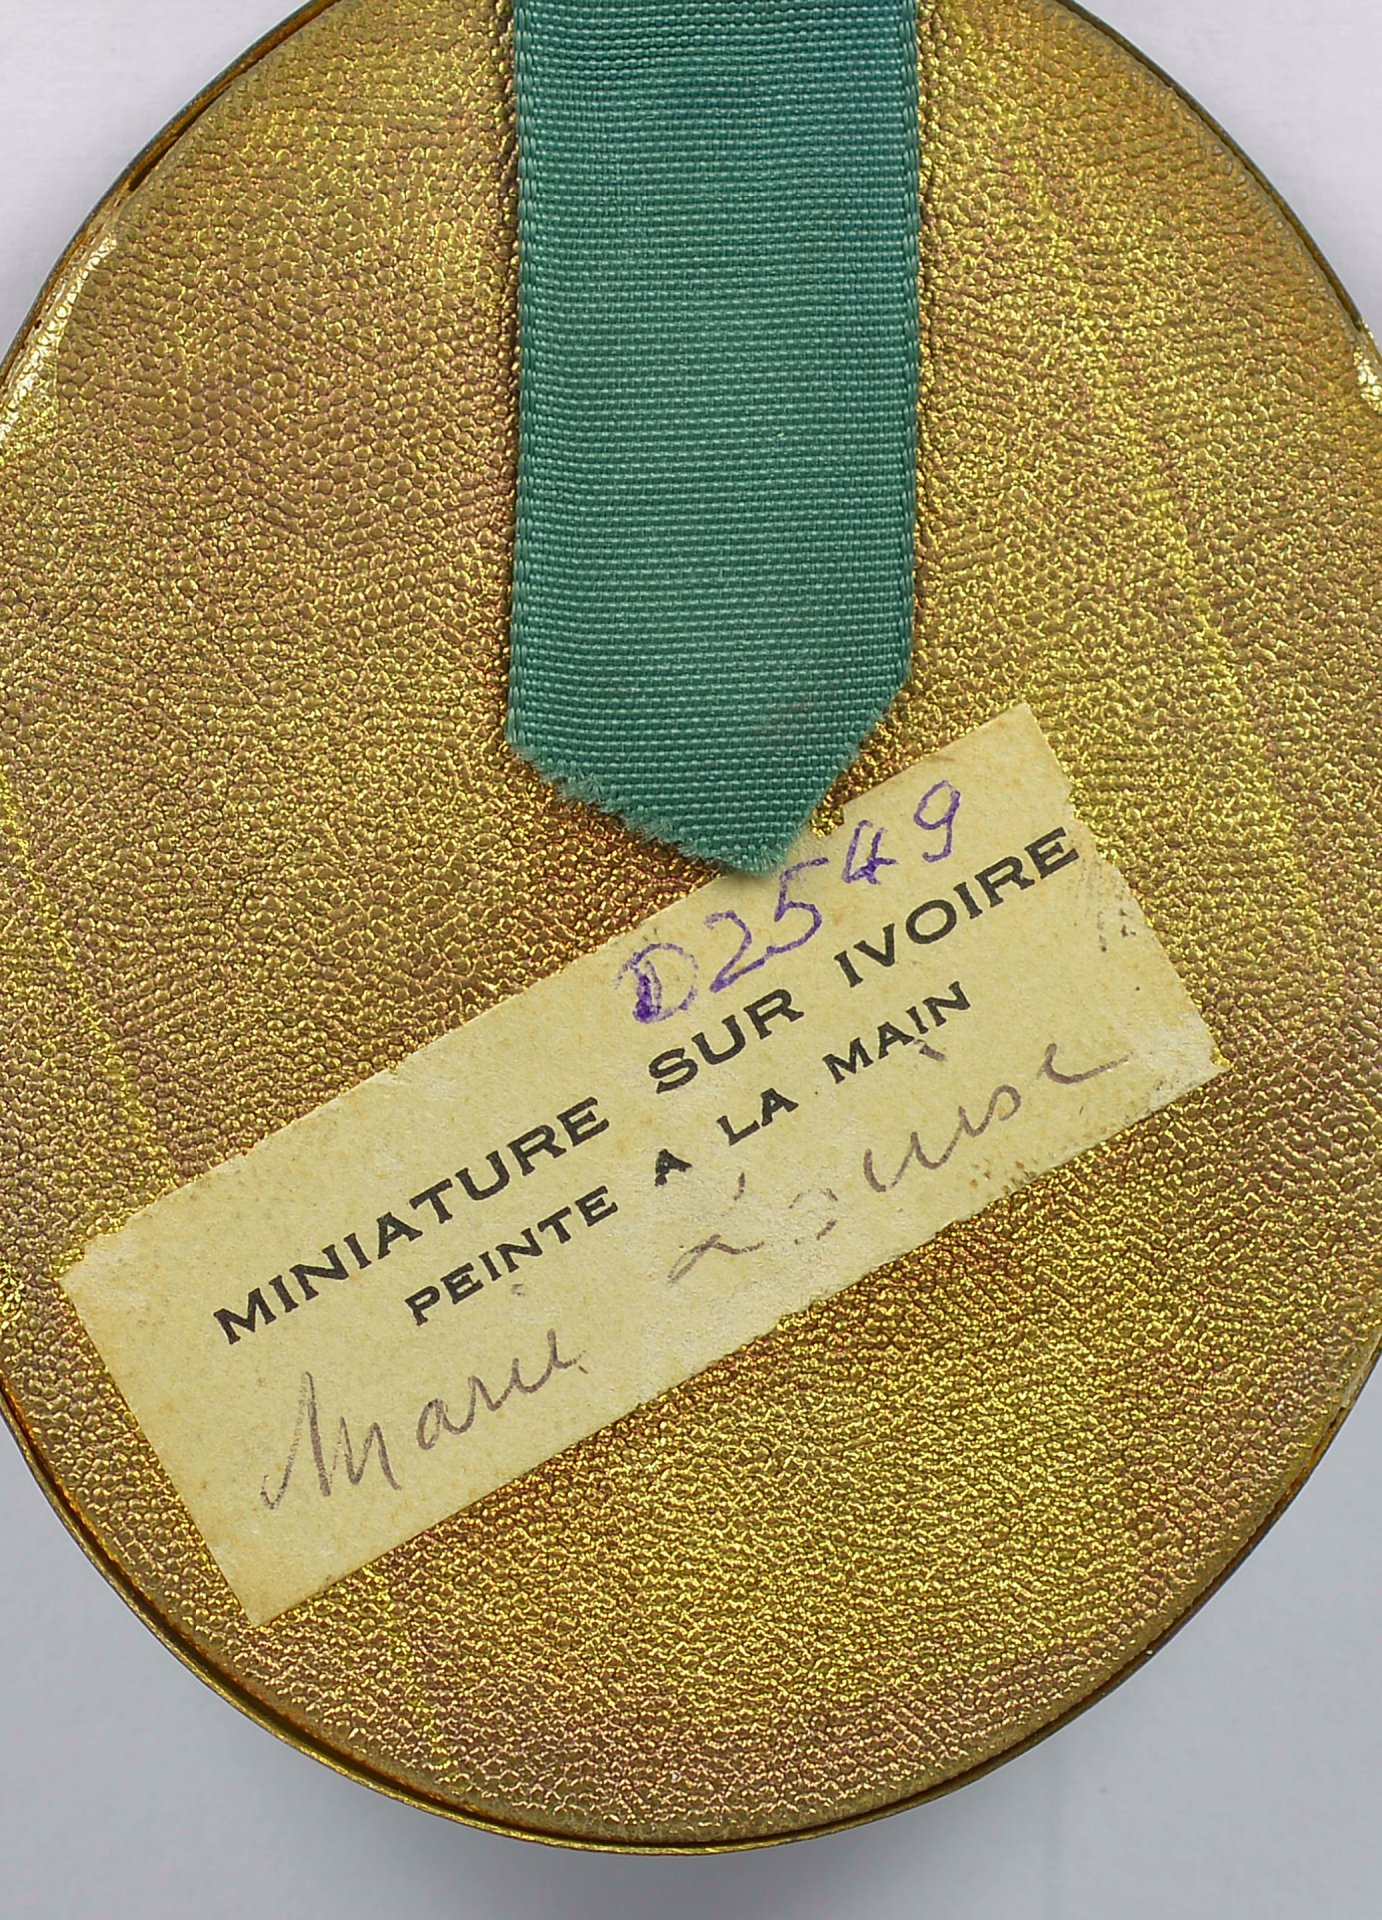 D2549
MINIATURE SUR IVOIRE
PEINTE A LA MAIN
Marie Louise